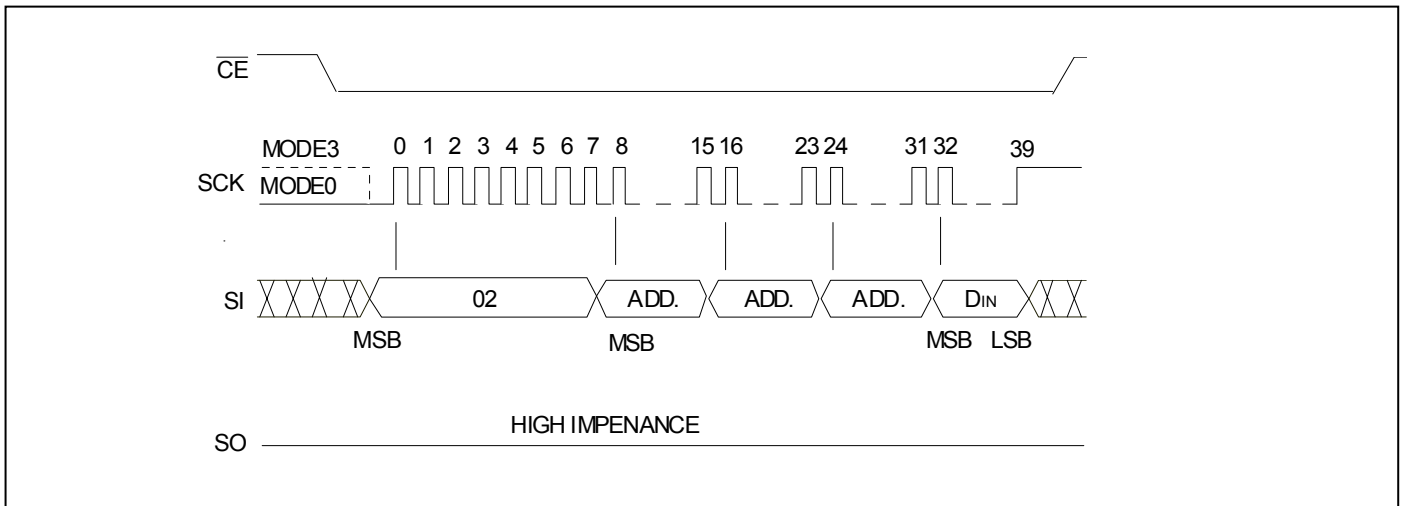 CE
MODE3 0 1 2 3 4 5 6 7 8 15 16 23 24 31 32 39
SCK MODE0
SI 02 ADD. ADD. ADD. DIN
MSB MSB MSB LSB
HIGH IMPENANCE
SO